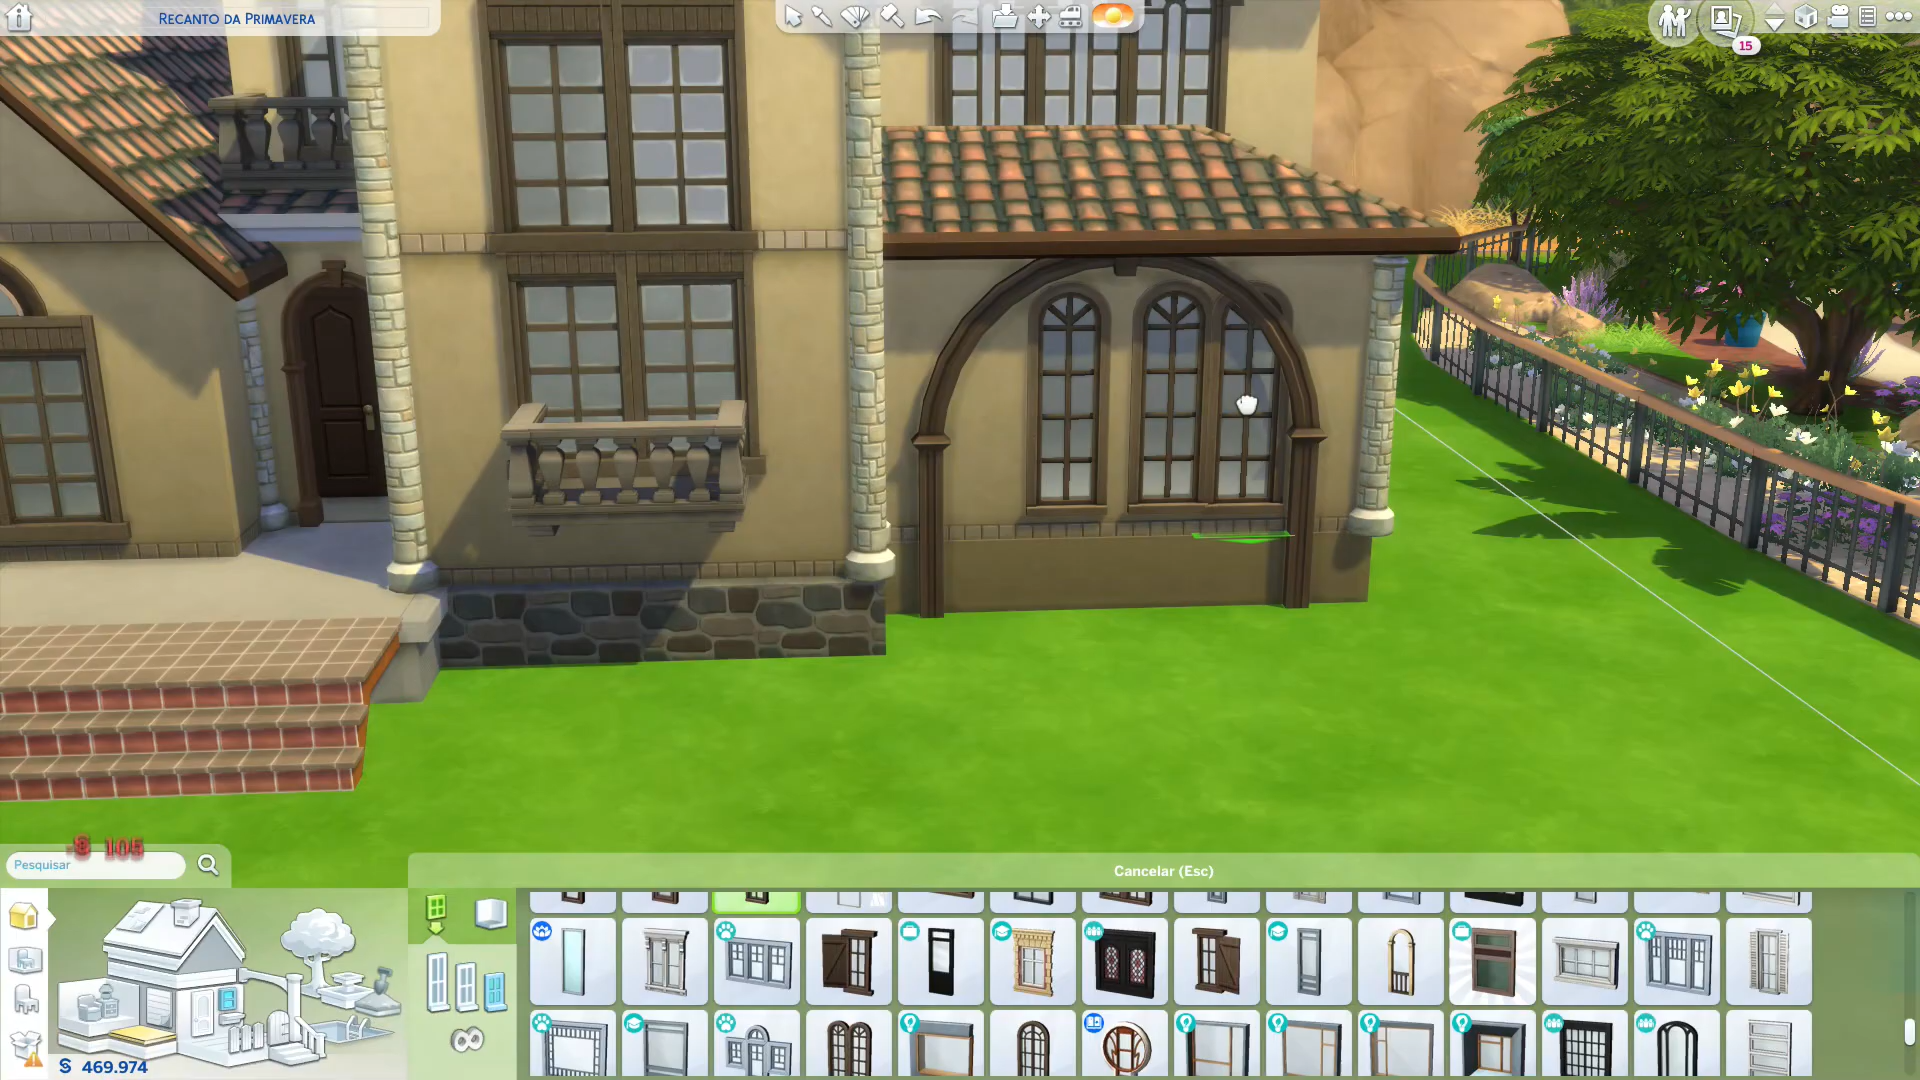 Recanto da Primavera
15
-§ 105
Pesquisar
Cancelar (Esc)
§ 469.974